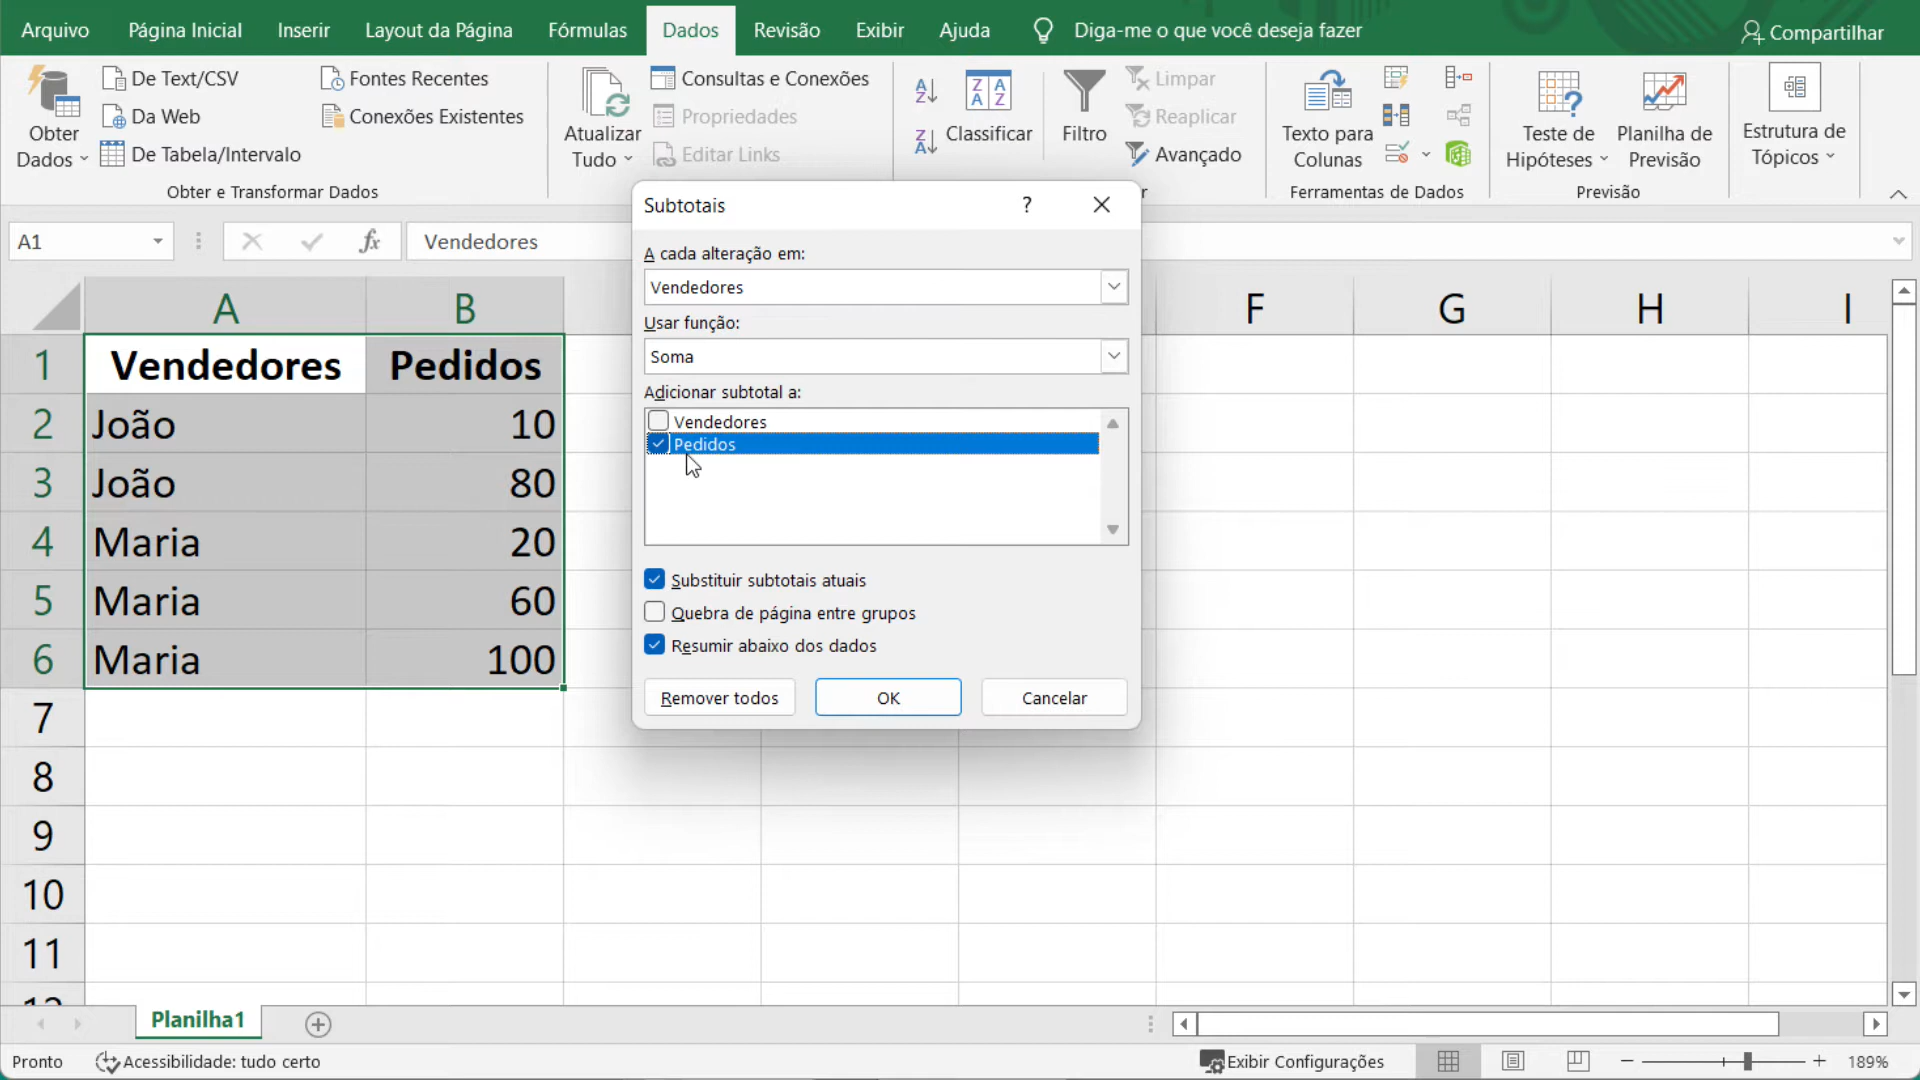 Arquivo Página Inicial Inserir Layout da Página Fórmulas Dados Revisão Exibir Ajuda Diga-me o que você deseja fazer Compartilhar
Obter Dados
De Text/CSV
Da Web
De Tabela/Intervalo
Fontes Recentes
Conexões Existentes
Obter e Transformar Dados
Atualizar Tudo
Consultas e Conexões
Propriedades
Editar Links
Classificar
Filtro
Limpar
Reaplicar
Avançado
Texto para Colunas
Ferramentas de Dados
Teste de Hipóteses
Planilha de Previsão
Previsão
Estrutura de Tópicos
A1 fx Vendedores
A B F G H I
1 Vendedores Pedidos
2 João 10
3 João 80
4 Maria 20
5 Maria 60
6 Maria 100
7
8
9
10
11
Subtotais ?
A cada alteração em:
Vendedores
Usar função:
Soma
Adicionar subtotal a:
Vendedores
Pedidos
Substituir subtotais atuais
Quebra de página entre grupos
Resumir abaixo dos dados
Remover todos OK Cancelar
Planilha1
Pronto Acessibilidade: tudo certo Exibir Configurações 189%